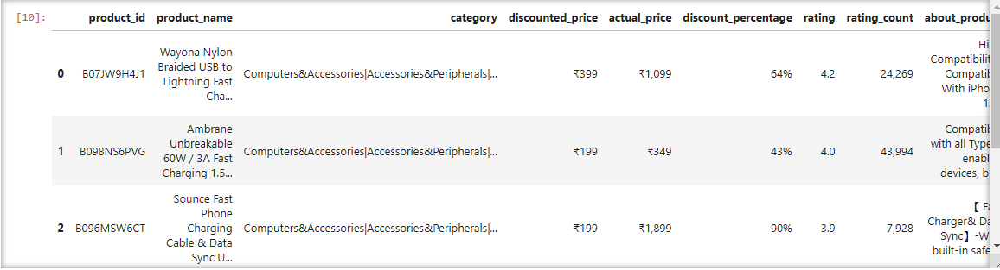 [10]: product_id product_name category discounted_price actual_price discount_percentage rating rating_count about_produ
0 B07JW9H4J1 Wayona Nylon Braided USB to Lightning Fast Cha... Computers&Accessories|Accessories&Peripherals|... ₹399 ₹1,099 64% 4.2 24,269 Hi Compatibilit Compatib With iPho 1
1 B098NS6PVG Ambrane Unbreakable 60W / 3A Fast Charging 1.5... Computers&Accessories|Accessories&Peripherals|... ₹199 ₹349 43% 4.0 43,994 Compatib with all Type enabl devices, b
2 B096MSW6CT Sounce Fast Phone Charging Cable & Data Sync U... Computers&Accessories|Accessories&Peripherals|... ₹199 ₹1,899 90% 3.9 7,928 【 Fa Charger& Da Sync】-W built-in safe